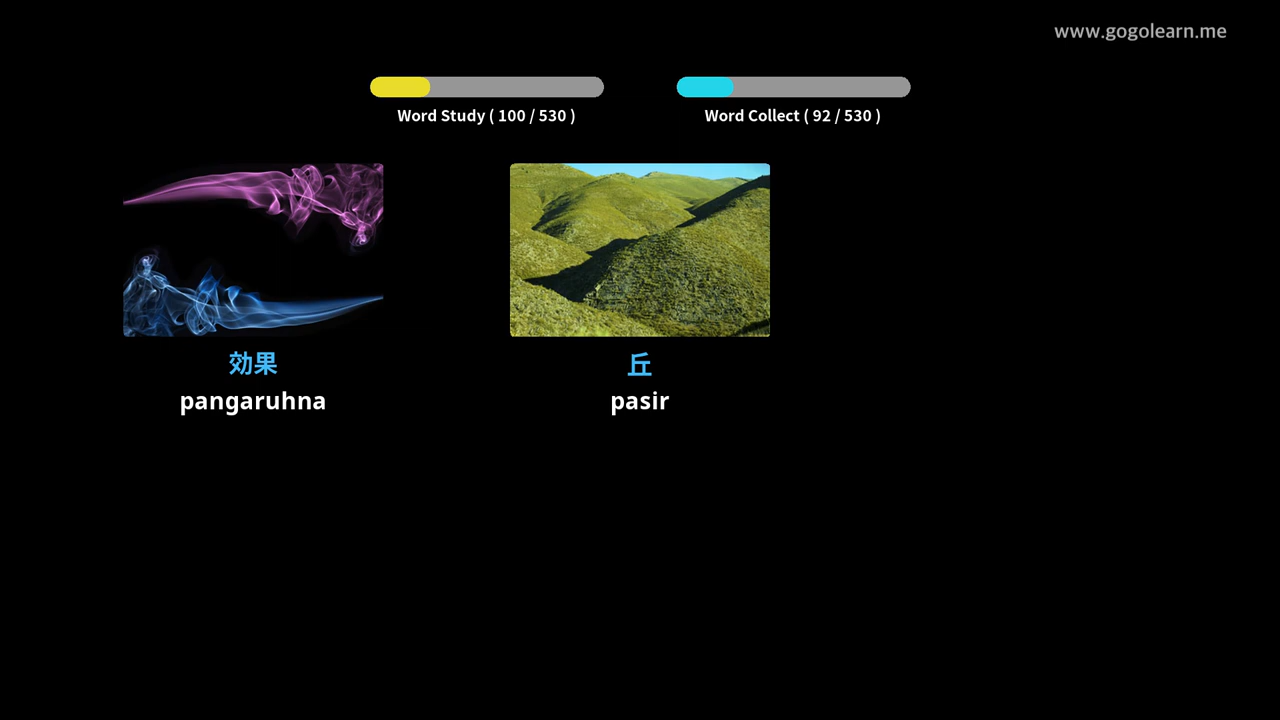 www.gogolearn.me
Word Study ( 100 / 530 )
Word Collect ( 92 / 530 )
効果
pangaruhna
丘
pasir